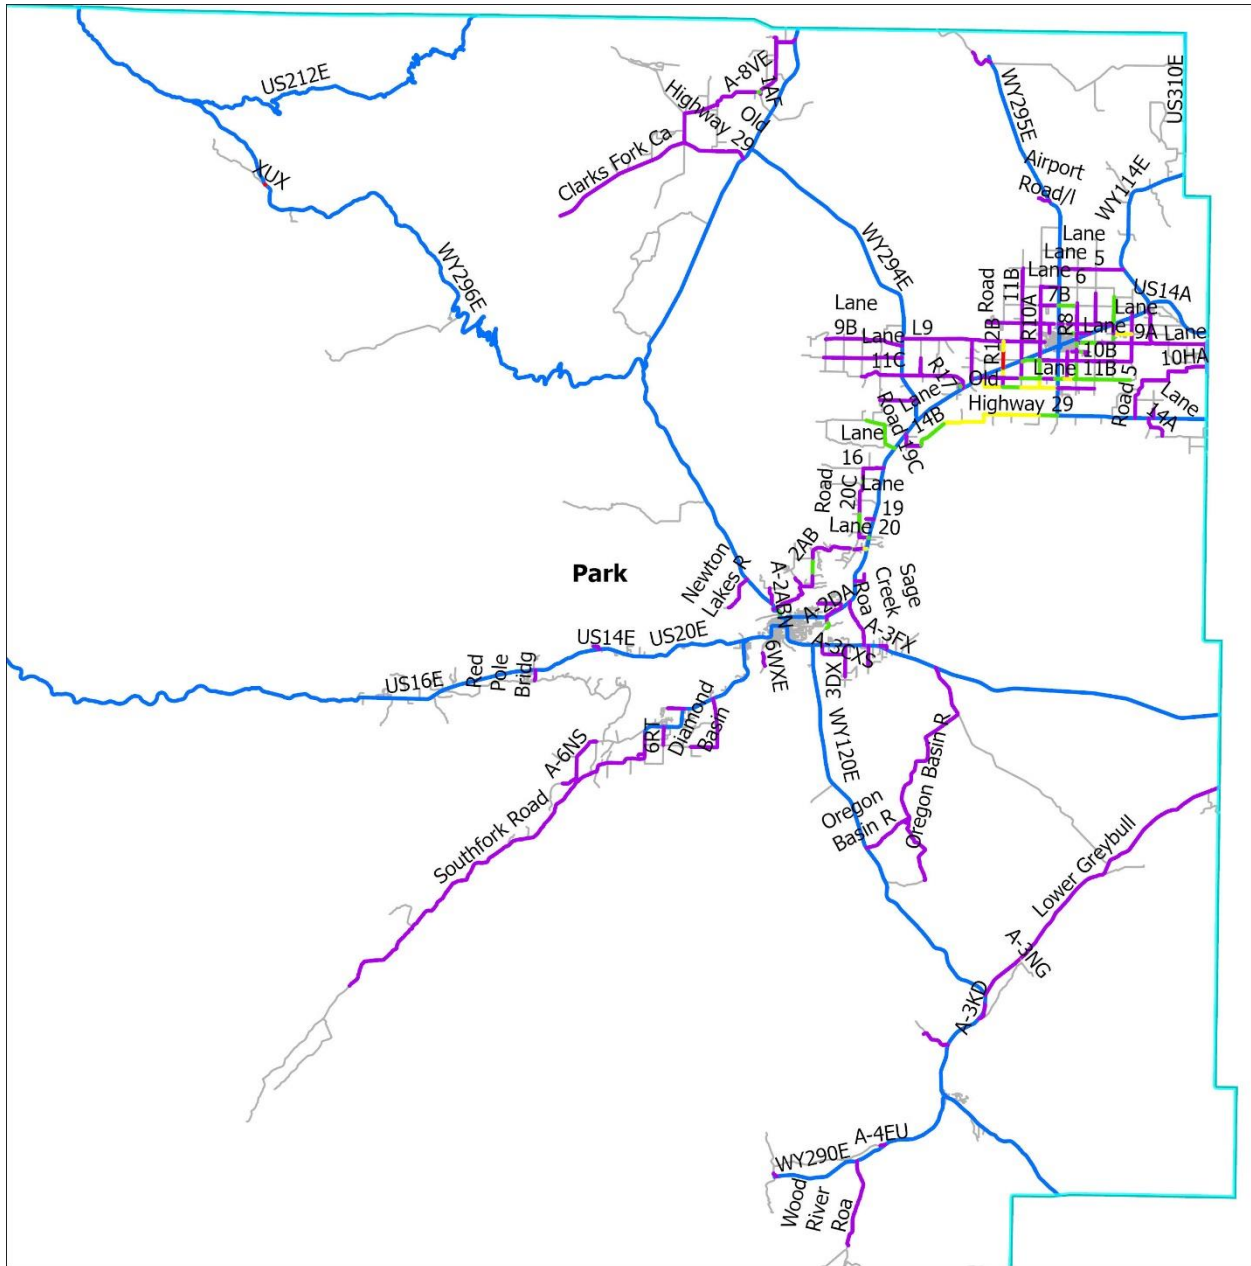 US212E
A-8VE
14F
Highway 29
Old
Clarks Fork Ca
XUX
WY296E
WY294E
WY295E
US310E
Airport
Road/l
WY114E
Lane
Lane 5
Lane 6
Road
11B
R10A
7B
R8
US14A
Lane
Lane
9A
Lane
10HA
10B
Lane 11B
Lane
9B
Lane
L9
11C
R12B
R17
Old
Highway 29
Road 5
Lane
14A
Lane
14B
Road
19C
Lane
16
Road
20C
Lane
19
Lane 20
2AB
Newton
Lakes R
A-2ABN
A-2DA
Sage
Creek
Roa
A-3FX
A-3CXS
3DX
6WXE
Park
US14E
US20E
US16E
Red
Pole
Bridg
Diamond
Basin
6RT
A-6NS
Southfork Road
WY120E
Oregon
Basin R
Oregon Basin R
Lower Greybull
A-3NG
A-3KD
A-4EU
WY290E
Wood
River
Roa